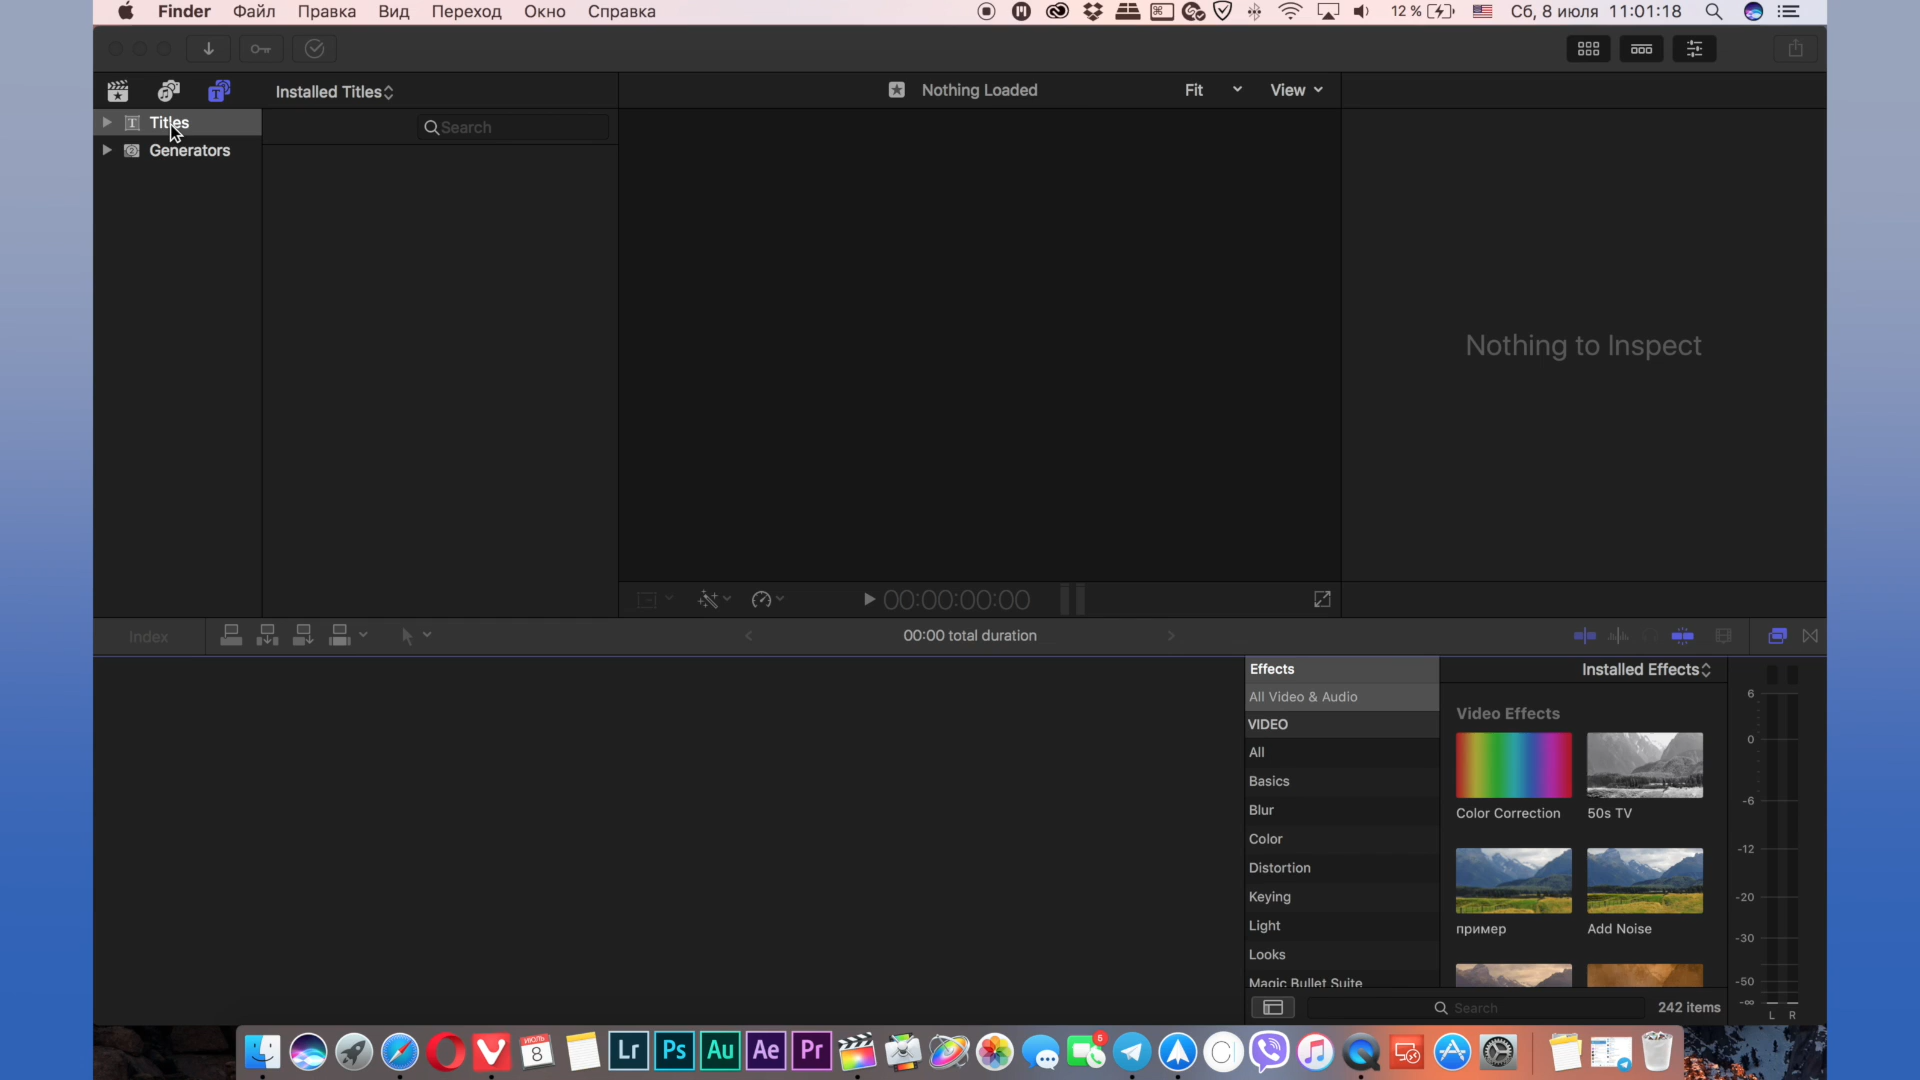 Finder Файл Правка Вид Переход Окно Справка 12 % Сб, 8 июля 11:01:18
Installed Titles
Nothing Loaded
Fit
View
Titles
Search
Generators
Nothing to Inspect
00:00:00:00
Index
00:00 total duration
Effects
Installed Effects
All Video & Audio
VIDEO
Video Effects
All
Basics
Blur
Color
Distortion
Keying
Light
Looks
Magic Bullet Suite
Color Correction
50s TV
пример
Add Noise
Search
242 items
6
0
-6
-12
-20
-30
-50
-∞
L R
ИЮЛЬ
8
Lr Ps Au Ae Pr
5